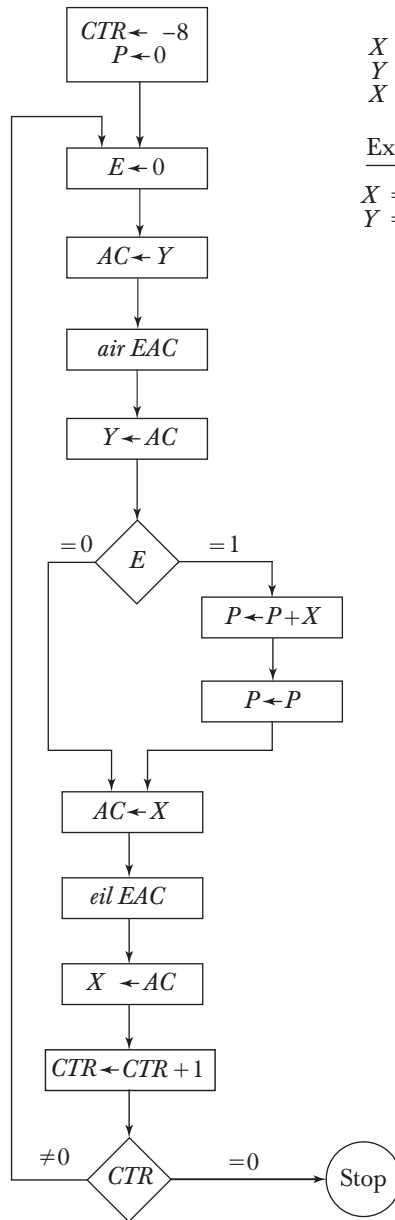 CTR ← -8
P ← 0
X
Y
X
Ex
X =
Y =
E ← 0
AC ← Y
air EAC
Y ← AC
=0
E
=1
P ← P + X
P ← P
AC ← X
eil EAC
X ← AC
CTR ← CTR + 1
≠0
CTR
=0
Stop